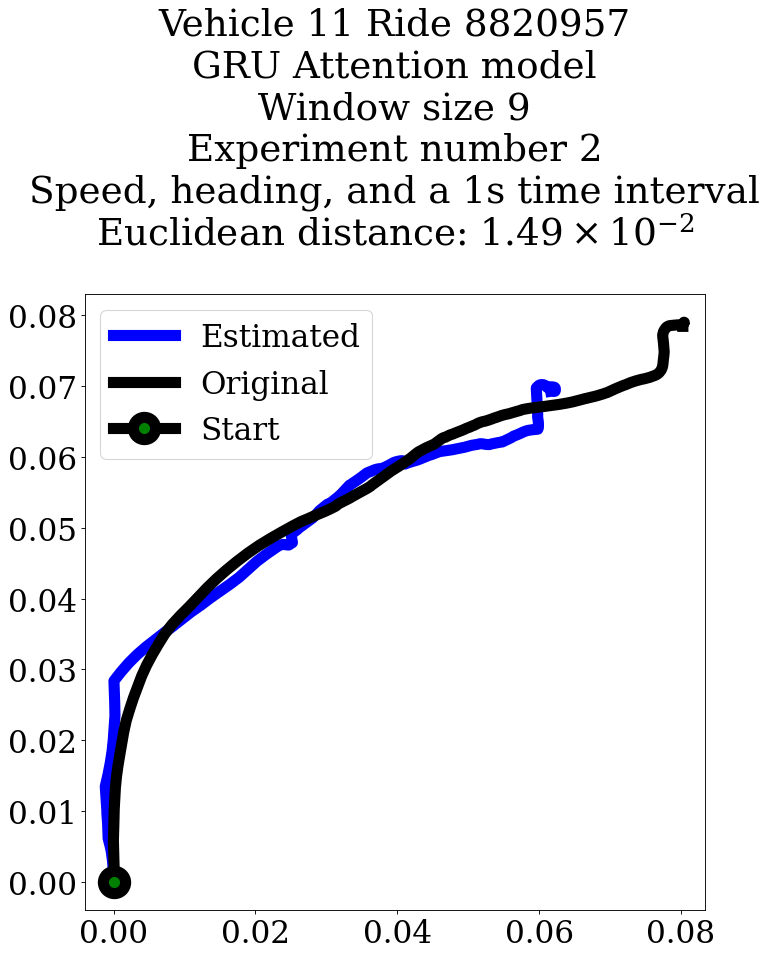 Vehicle 11 Ride 8820957
GRU Attention model
Window size 9
Experiment number 2
Speed, heading, and a 1s time interval
Euclidean distance: 1.49 × 10⁻²
Estimated
Original
Start
0.08
0.07
0.06
0.05
0.04
0.03
0.02
0.01
0.00
0.00 0.02 0.04 0.06 0.08